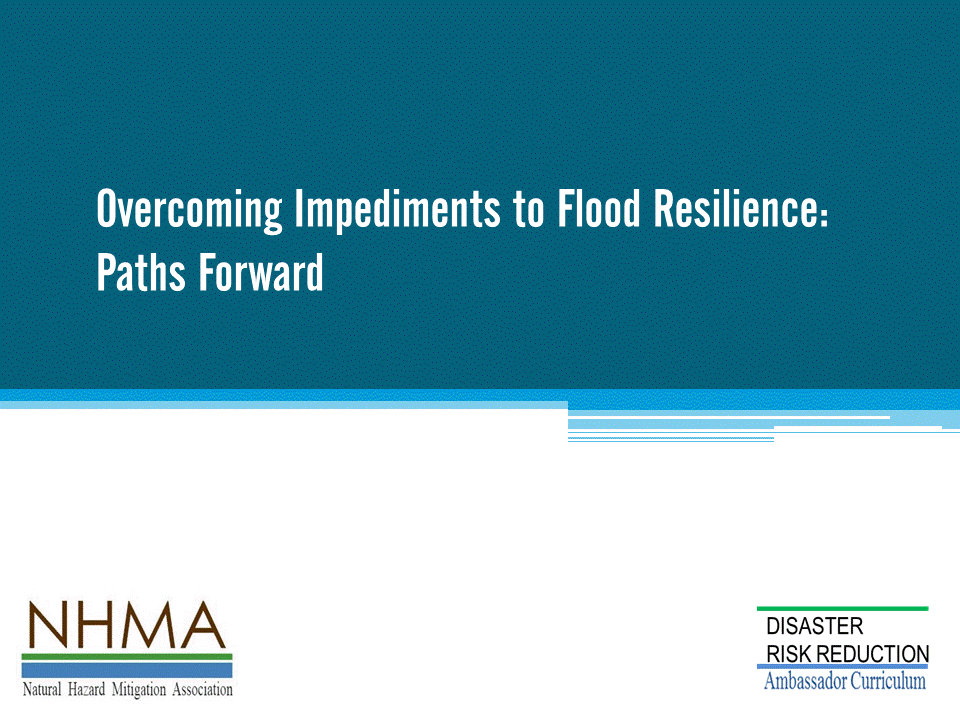 Overcoming Impediments to Flood Resilience:
Paths Forward
NHMA
Natural Hazard Mitigation Association
DISASTER
RISK REDUCTION
Ambassador Curriculum